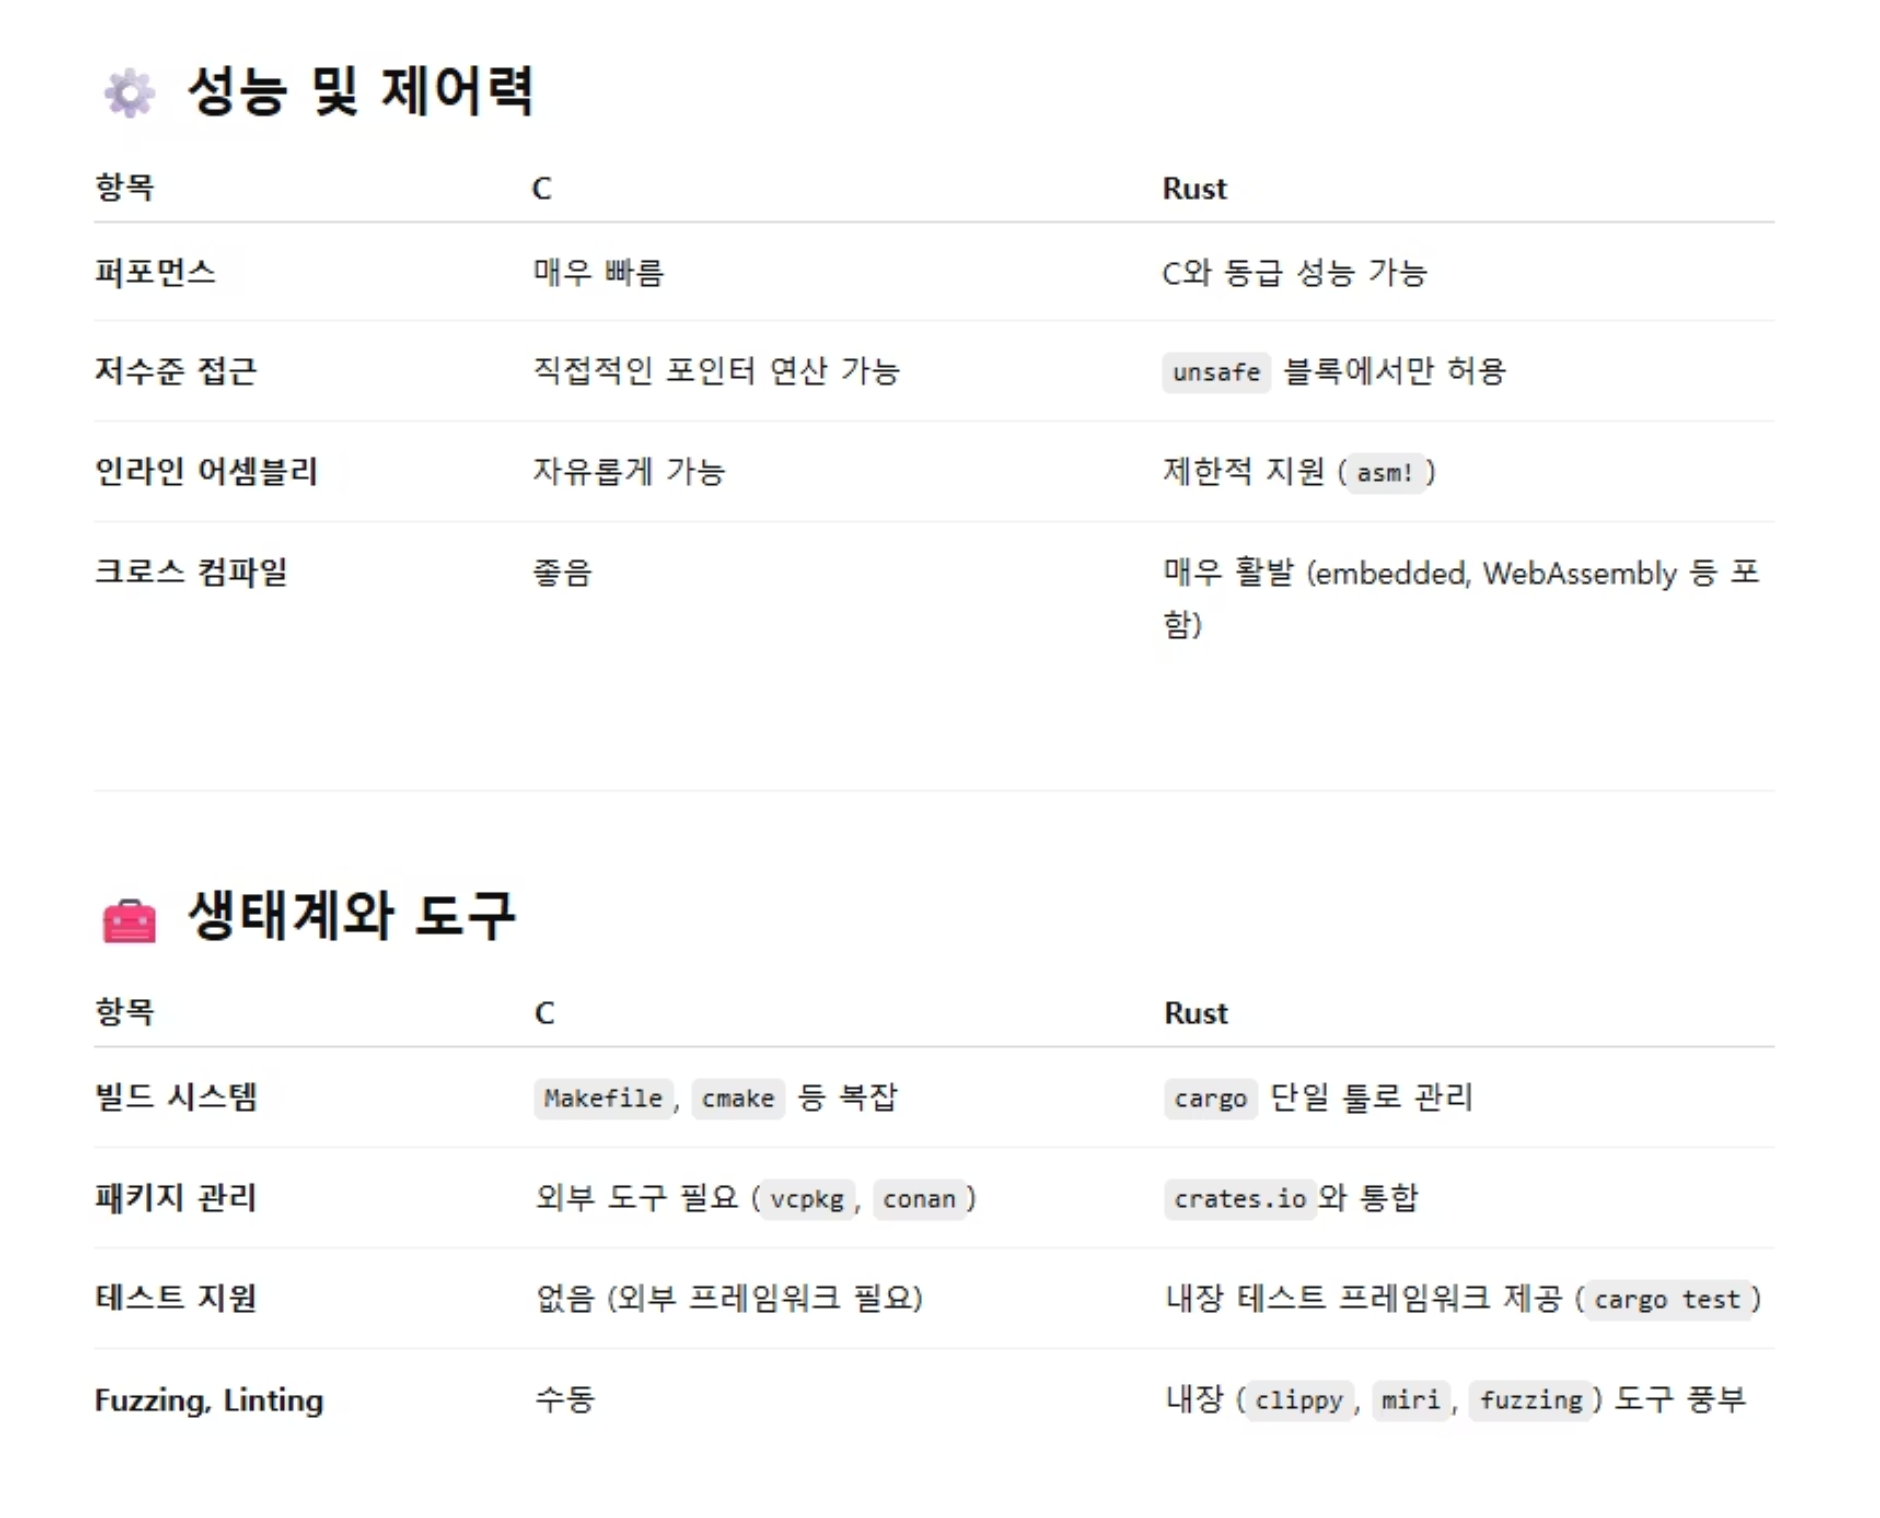 ⚙️ 성능 및 제어력
항목 C Rust
퍼포먼스 매우 빠름 C와 동급 성능 가능
저수준 접근 직접적인 포인터 연산 가능 unsafe 블록에서만 허용
인라인 어셈블리 자유롭게 가능 제한적 지원 (asm!)
크로스 컴파일 좋음 매우 활발 (embedded, WebAssembly 등 포
함)
🧰 생태계와 도구
항목 C Rust
빌드 시스템 Makefile, cmake 등 복잡 cargo 단일 툴로 관리
패키지 관리 외부 도구 필요 (vcpkg, conan) crates.io와 통합
테스트 지원 없음 (외부 프레임워크 필요) 내장 테스트 프레임워크 제공 (cargo test)
Fuzzing, Linting 수동 내장 (clippy, miri, fuzzing) 도구 풍부